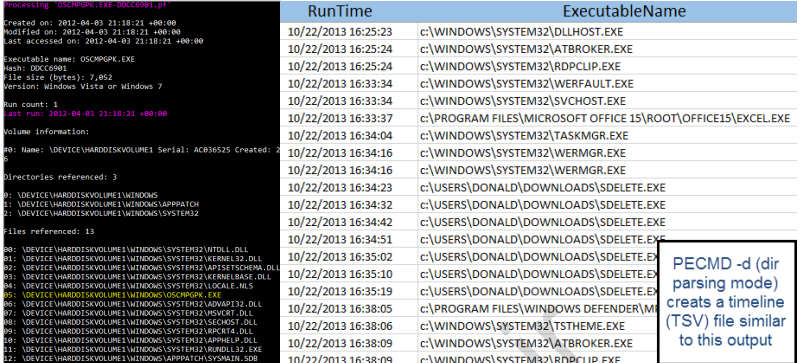 Processing 'OSCMPGPK.EXE-DDCC6901.pf'
Created on: 2012-04-03 21:18:21 +00:00
Modified on: 2012-04-03 21:18:21 +00:00
Last accessed on: 2012-04-03 21:18:21 +00:00
Executable name: OSCMPGPK.EXE
Hash: DDCC6901
File size (bytes): 7,052
Version: Windows Vista or Windows 7
Run count: 1
Last run: 2012-04-03 21:18:21 +00:00
Volume information:
#0: Name: \DEVICE\HARDDISKVOLUME1 Serial: AC036525 Created: 2
6
Directories referenced: 3
0: \DEVICE\HARDDISKVOLUME1\WINDOWS
1: \DEVICE\HARDDISKVOLUME1\WINDOWS\APPPATCH
2: \DEVICE\HARDDISKVOLUME1\WINDOWS\SYSTEM32
Files referenced: 13
00: \DEVICE\HARDDISKVOLUME1\WINDOWS\SYSTEM32\NTDLL.DLL
01: \DEVICE\HARDDISKVOLUME1\WINDOWS\SYSTEM32\KERNEL32.DLL
02: \DEVICE\HARDDISKVOLUME1\WINDOWS\SYSTEM32\APISETSCHEMA.DLL
03: \DEVICE\HARDDISKVOLUME1\WINDOWS\SYSTEM32\KERNELBASE.DLL
04: \DEVICE\HARDDISKVOLUME1\WINDOWS\SYSTEM32\LOCALE.NLS
05: \DEVICE\HARDDISKVOLUME1\WINDOWS\OSCMPGPK.EXE
06: \DEVICE\HARDDISKVOLUME1\WINDOWS\SYSTEM32\ADVAPI32.DLL
07: \DEVICE\HARDDISKVOLUME1\WINDOWS\SYSTEM32\MSVCRT.DLL
08: \DEVICE\HARDDISKVOLUME1\WINDOWS\SYSTEM32\SECHOST.DLL
09: \DEVICE\HARDDISKVOLUME1\WINDOWS\SYSTEM32\RPCRT4.DLL
10: \DEVICE\HARDDISKVOLUME1\WINDOWS\SYSTEM32\APPHELP.DLL
11: \DEVICE\HARDDISKVOLUME1\WINDOWS\SYSTEM32\RUNDLL32.EXE
12: \DEVICE\HARDDISKVOLUME1\WINDOWS\APPPATCH\SYSMAIN.SDB
RunTime ExecutableName
10/22/2013 16:25:23 c:\WINDOWS\SYSTEM32\DLLHOST.EXE
10/22/2013 16:25:24 c:\WINDOWS\SYSTEM32\ATBROKER.EXE
10/22/2013 16:25:24 c:\WINDOWS\SYSTEM32\RDPCLIP.EXE
10/22/2013 16:33:34 c:\WINDOWS\SYSTEM32\WERFAULT.EXE
10/22/2013 16:33:34 c:\WINDOWS\SYSTEM32\SVCHOST.EXE
10/22/2013 16:33:37 c:\PROGRAM FILES\MICROSOFT OFFICE 15\ROOT\OFFICE15\EXCEL.EXE
10/22/2013 16:34:04 c:\WINDOWS\SYSTEM32\TASKMGR.EXE
10/22/2013 16:34:16 c:\WINDOWS\SYSTEM32\WERMGR.EXE
10/22/2013 16:34:16 c:\WINDOWS\SYSTEM32\WERMGR.EXE
10/22/2013 16:34:23 c:\USERS\DONALD\DOWNLOADS\SDELETE.EXE
10/22/2013 16:34:32 c:\USERS\DONALD\DOWNLOADS\SDELETE.EXE
10/22/2013 16:34:42 c:\USERS\DONALD\DOWNLOADS\SDELETE.EXE
10/22/2013 16:34:51 c:\USERS\DONALD\DOWNLOADS\SDELETE.EXE
10/22/2013 16:35:02 c:\USERS\DONALD\DOWNLOADS\SDELETE.EX
10/22/2013 16:35:10 c:\USERS\DONALD\DOWNLOADS\SDELETE.EX
10/22/2013 16:35:19 c:\USERS\DONALD\DOWNLOADS\SDELETE.EX
10/22/2013 16:38:05 c:\PROGRAM FILES\WINDOWS DEFENDER\MP
10/22/2013 16:38:06 c:\WINDOWS\SYSTEM32\TSTHEME.EXE
10/22/2013 16:38:09 c:\WINDOWS\SYSTEM32\ATBROKER.EXE
10/22/2013 16:38:09 c:\WINDOWS\SYSTEM32\RDPCLIP.EXE
PECMD -d (dir
parsing mode)
creats a timeline
(TSV) file similar
to this output